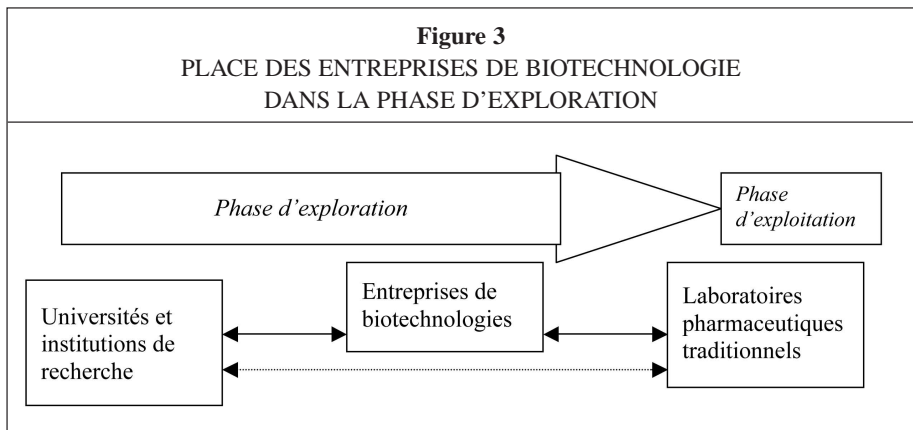 Figure 3
PLACE DES ENTREPRISES DE BIOTECHNOLOGIE
DANS LA PHASE D’EXPLORATION
Phase d’exploration
Phase
d’exploitation
Universités et
institutions de
recherche
Entreprises de
biotechnologies
Laboratoires
pharmaceutiques
traditionnels